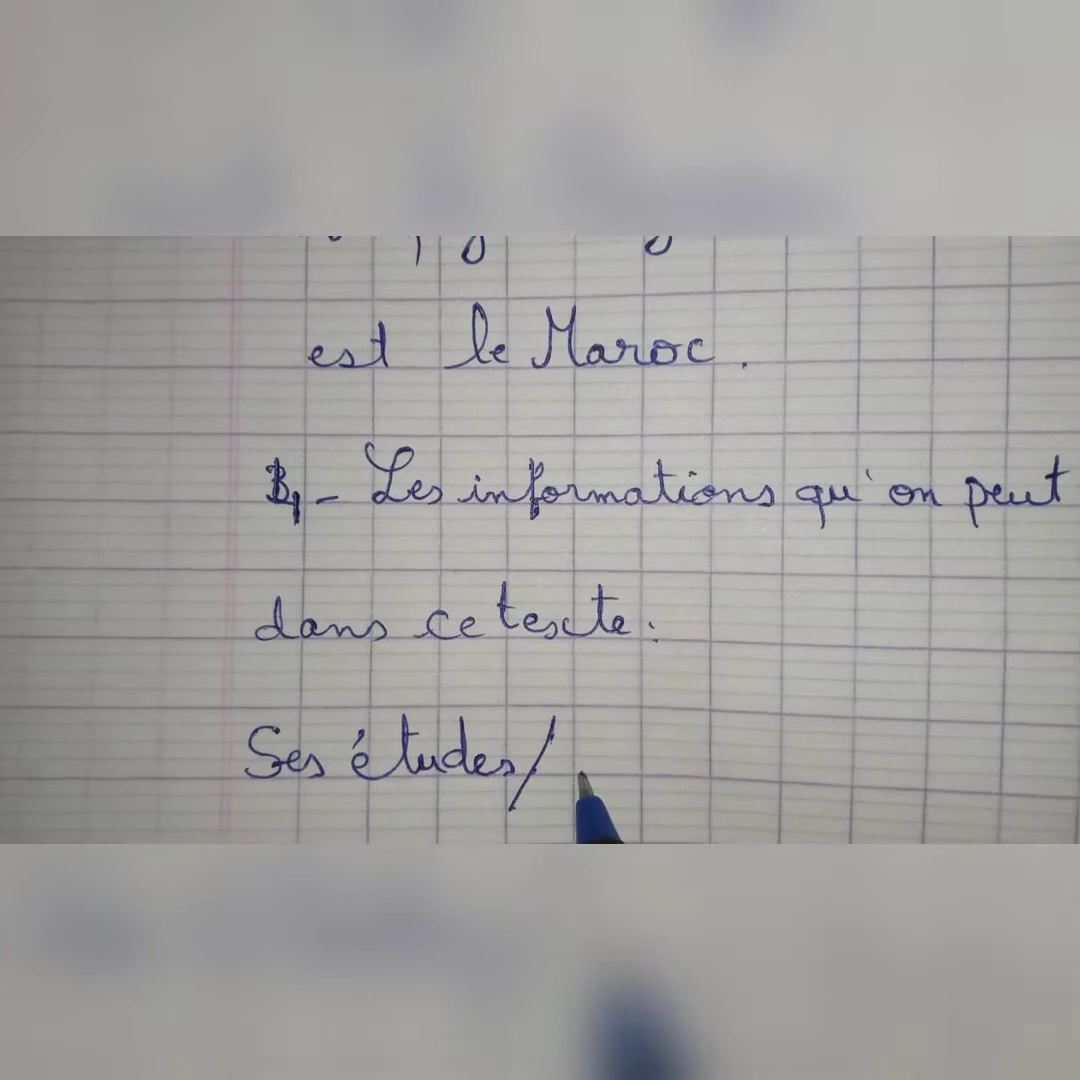 est le Maroc.
B1- Les informations qu'on peut
dans ce texte:
Ses études/